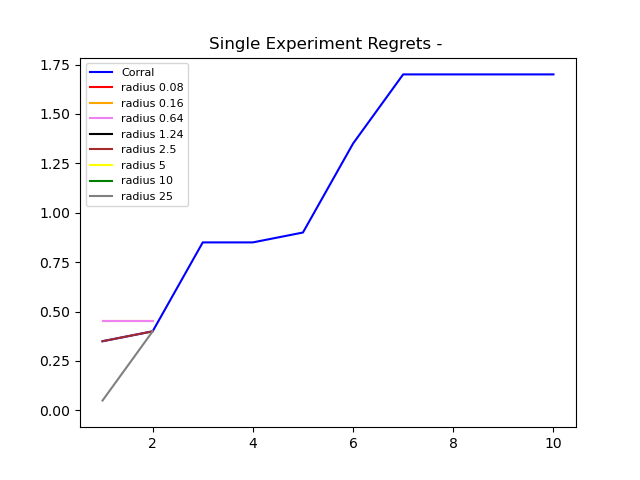 Single Experiment Regrets -
1.75
1.50
1.25
1.00
0.75
0.50
0.25
0.00
Corral
radius 0.08
radius 0.16
radius 0.64
radius 1.24
radius 2.5
radius 5
radius 10
radius 25
2 4 6 8 10